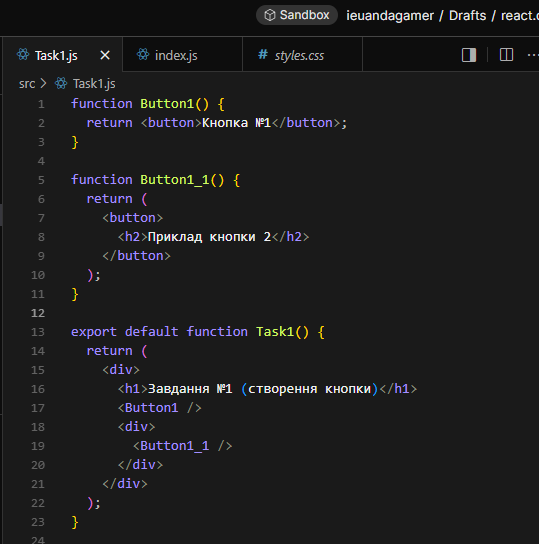 Sandbox ieuandagamer / Drafts / react.
Task1.js index.js styles.css
src > Task1.js
1 function Button1() {
2 return <button>Кнопка №1</button>;
3 }
4
5 function Button1_1() {
6 return (
7 <button>
8 <h2>Приклад кнопки 2</h2>
9 </button>
10 );
11 }
12
13 export default function Task1() {
14 return (
15 <div>
16 <h1>Завдання №1 (створення кнопки)</h1>
17 <Button1 />
18 <div>
19 <Button1_1 />
20 </div>
21 </div>
22 );
23 }
24